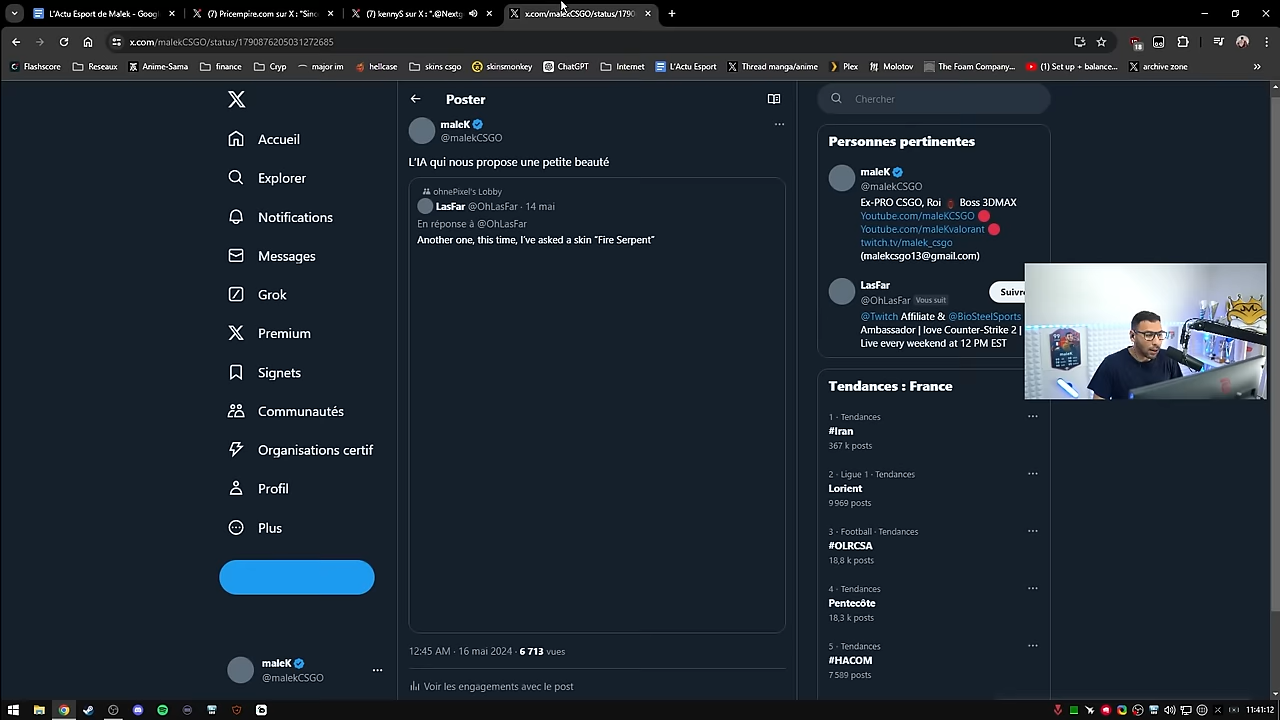 L'Actu Esport de Malek - Googl
(7) Pricempire.com sur X : "Sinc
(7) kennyS sur X : ".@Nextg
x.com/malekCSGO/status/1790
x.com/malekCSGO/status/1790876205031272685
18
Flashscore
Reseaux
Anime-Sama
finance
Cryp
major im
hellcase
skins csgo
skinsmonkey
ChatGPT
Internet
L'Actu Esport
Thread manga/anime
Plex
Molotov
The Foam Company...
(1) Set up + balance...
archive zone
Accueil
Explorer
Notifications
Messages
Grok
Premium
Signets
Communautés
Organisations certif
Profil
Plus
maleK
@malekCSGO
Poster
maleK
@malekCSGO
L'IA qui nous propose une petite beauté
ohnePixel's Lobby
LasFar @OhLasFar · 14 mai
En réponse à @OhLasFar
Another one, this time, I've asked a skin "Fire Serpent"
12:45 AM · 16 mai 2024 · 6 713 vues
Voir les engagements avec le post
Chercher
Personnes pertinentes
maleK
@malekCSGO
Ex-PRO CSGO, Roi Boss 3DMAX
Youtube.com/maleKCSGO
Youtube.com/maleKvalorant
twitch.tv/malek_csgo
(malekcsgo13@gmail.com)
LasFar
@OhLasFar Vous suit
Suivre
@Twitch Affiliate & @BioSteelSports
Ambassador | love Counter-Strike 2 |
Live every weekend at 12 PM EST
Tendances : France
1 · Tendances
#Iran
367 k posts
2 · Ligue 1 · Tendances
Lorient
9 969 posts
3 · Football · Tendances
#OLRCSA
18,8 k posts
4 · Tendances
Pentecôte
18,3 k posts
5 · Tendances
#HACOM
7 589 posts
99
maleK
11:41:12